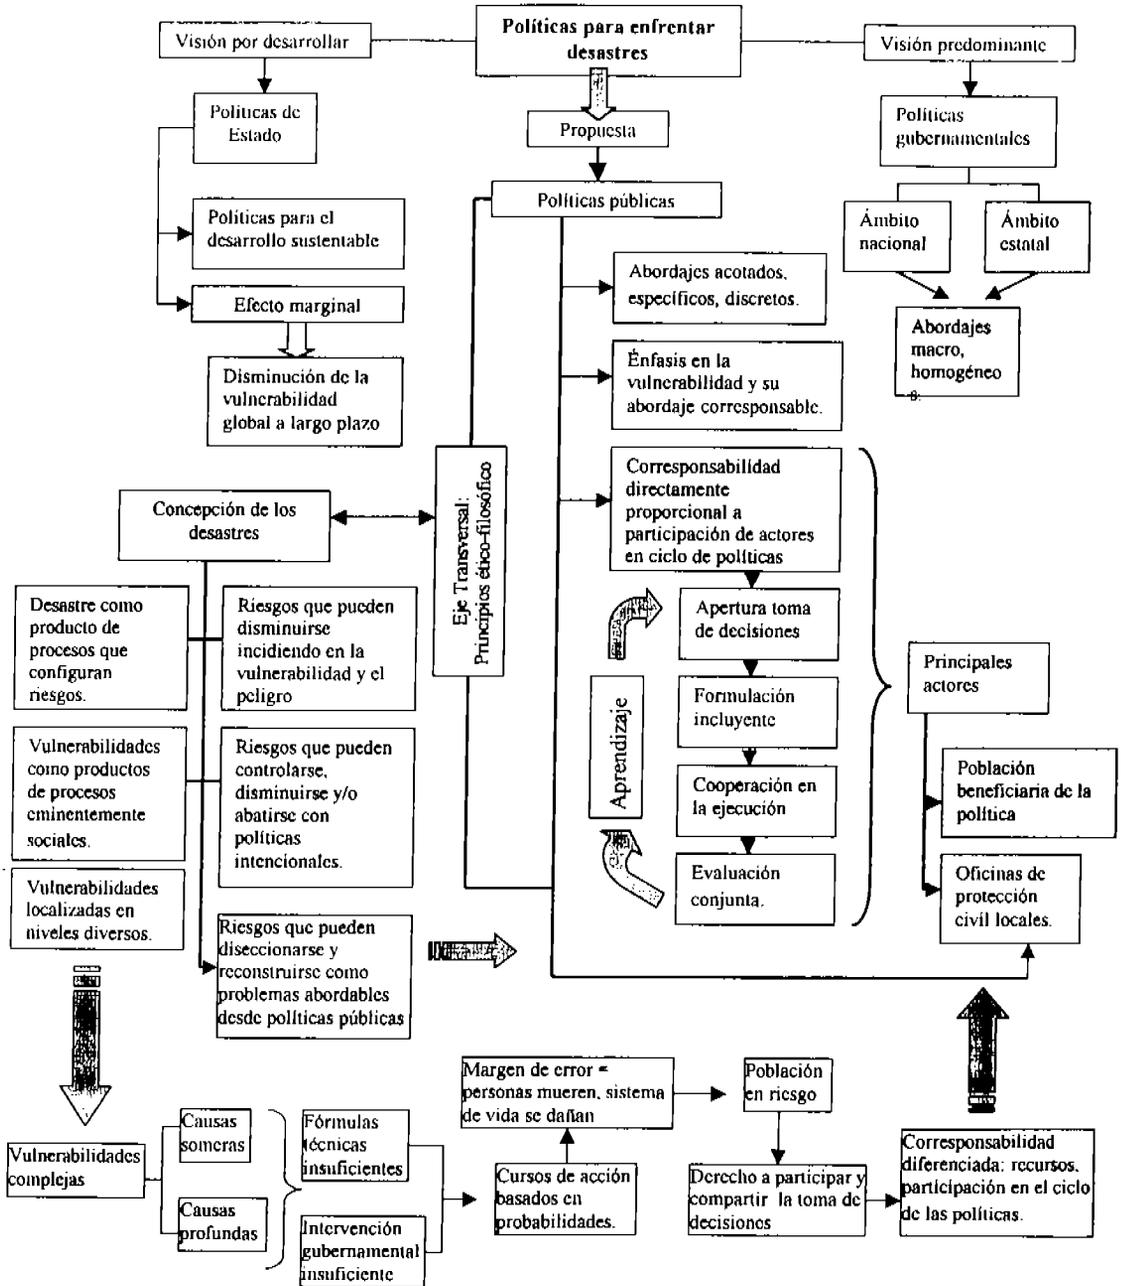 Políticas para enfrentar
desastres
Visión por desarrollar
Visión predominante
Políticas de
Estado
Propuesta
Políticas
gubernamentales
Políticas públicas
Políticas para el
desarrollo sustentable
Ámbito
nacional
Ámbito
estatal
Efecto marginal
Abordajes acotados,
específicos, discretos.
Abordajes
macro,
homogéneo
s.
Disminución de la
vulnerabilidad
global a largo plazo
Énfasis en la
vulnerabilidad y su
abordaje corresponsable.
Eje Transversal:
Principios ético-filosófico
Corresponsabilidad
directamente
proporcional a
participación de actores
en ciclo de políticas
Concepción de los
desastres
Desastre como
producto de
procesos que
configuran
riesgos.
Riesgos que pueden
disminuirse
incidiendo en la
vulnerabilidad y el
peligro
Apertura toma
de decisiones
Principales
actores
Aprendizaje
Formulación
incluyente
Vulnerabilidades
como productos
de procesos
eminentemente
sociales.
Riesgos que pueden
controlarse,
disminuirse y/o
abatirse con
políticas
intencionales.
Cooperación en
la ejecución
Población
beneficiaria de la
política
Evaluación
conjunta.
Oficinas de
protección
civil locales.
Vulnerabilidades
localizadas en
niveles diversos.
Riesgos que pueden
diseccionarse y
reconstruirse como
problemas abordables
desde políticas públicas
Margen de error =
personas mueren, sistema
de vida se dañan
Población
en riesgo
Vulnerabilidades
complejas
Causas
someras
Causas
profundas
Fórmulas
técnicas
insuficientes
Intervención
gubernamental
insuficiente
Cursos de acción
basados en
probabilidades.
Derecho a participar y
compartir la toma de
decisiones
Corresponsabilidad
diferenciada: recursos,
participación en el ciclo
de las políticas.